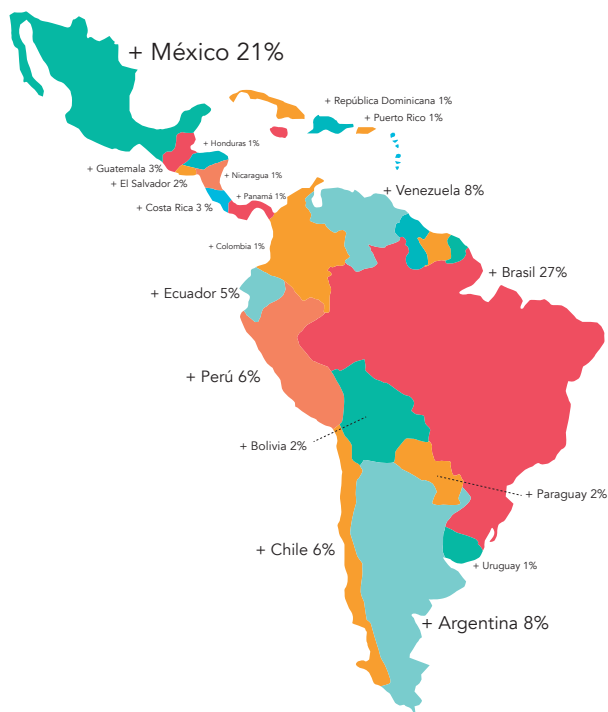 + México 21%
+ República Dominicana 1%
+ Puerto Rico 1%
+ Honduras 1%
+ Guatemala 3%
+ Nicaragua 1%
+ El Salvador 2%
+ Venezuela 8%
+ Panamá 1%
+ Costa Rica 3 %
+ Colombia 1%
+ Brasil 27%
+ Ecuador 5%
+ Perú 6%
+ Bolivia 2%
+ Paraguay 2%
+ Chile 6%
+ Uruguay 1%
+ Argentina 8%